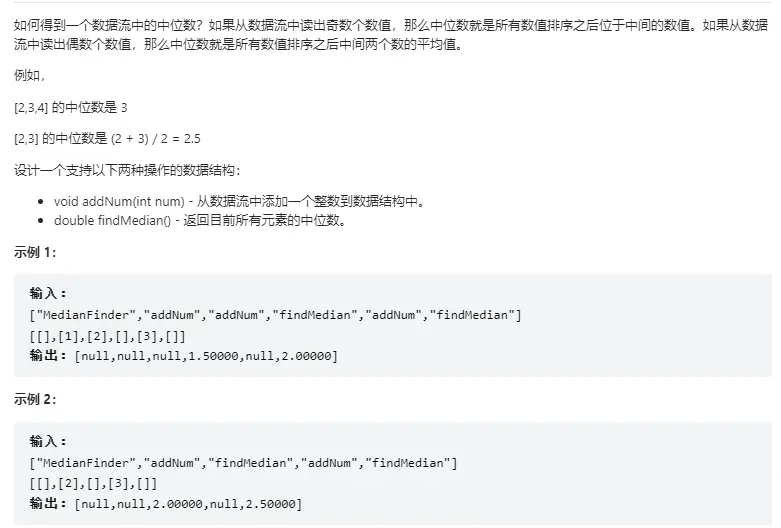 如何得到一个数据流中的中位数？如果从数据流中读出奇数个数值，那么中位数就是所有数值排序之后位于中间的数值。如果从数据
流中读出偶数个数值，那么中位数就是所有数值排序之后中间两个数的平均值。
例如，
[2,3,4] 的中位数是 3
[2,3] 的中位数是 (2 + 3) / 2 = 2.5
设计一个支持以下两种操作的数据结构：
• void addNum(int num) - 从数据流中添加一个整数到数据结构中。
• double findMedian() - 返回目前所有元素的中位数。
示例 1：
输入：
["MedianFinder","addNum","addNum","findMedian","addNum","findMedian"]
[[],[1],[2],[],[3],[]]
输出：[null,null,null,1.50000,null,2.00000]
示例 2：
输入：
["MedianFinder","addNum","findMedian","addNum","findMedian"]
[[],[2],[],[3],[]]
输出：[null,null,2.00000,null,2.50000]